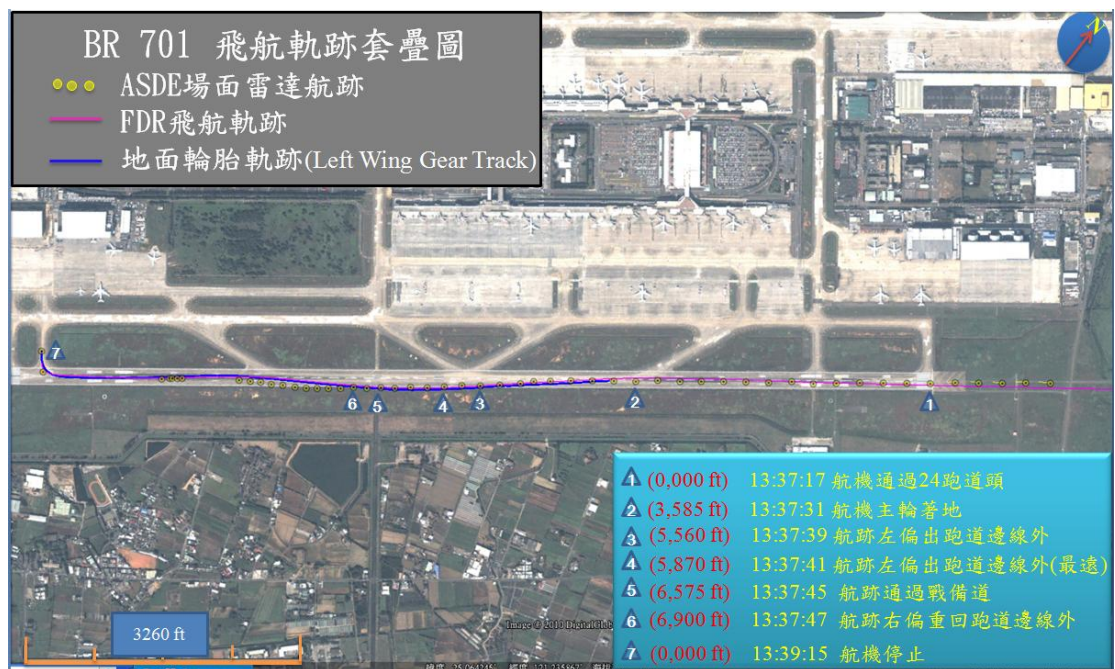 BR 701 飛航軌跡套疊圖
ASDE場面雷達航跡
FDR飛航軌跡
地面輪胎軌跡(Left Wing Gear Track)
N
7
6
5
4
3
2
1
1 (0,000 ft) 13:37:17 航機通過24跑道頭
2 (3,585 ft) 13:37:31 航機主輪著地
3 (5,560 ft) 13:37:39 航跡左偏出跑道邊線外
4 (5,870 ft) 13:37:41 航跡左偏出跑道邊線外(最遠)
5 (6,575 ft) 13:37:45 航跡通過戰備道
6 (6,900 ft) 13:37:47 航跡右偏重回跑道邊線外
7 (0,000 ft) 13:39:15 航機停止
3260 ft
Image © 2010 DigitalGlob